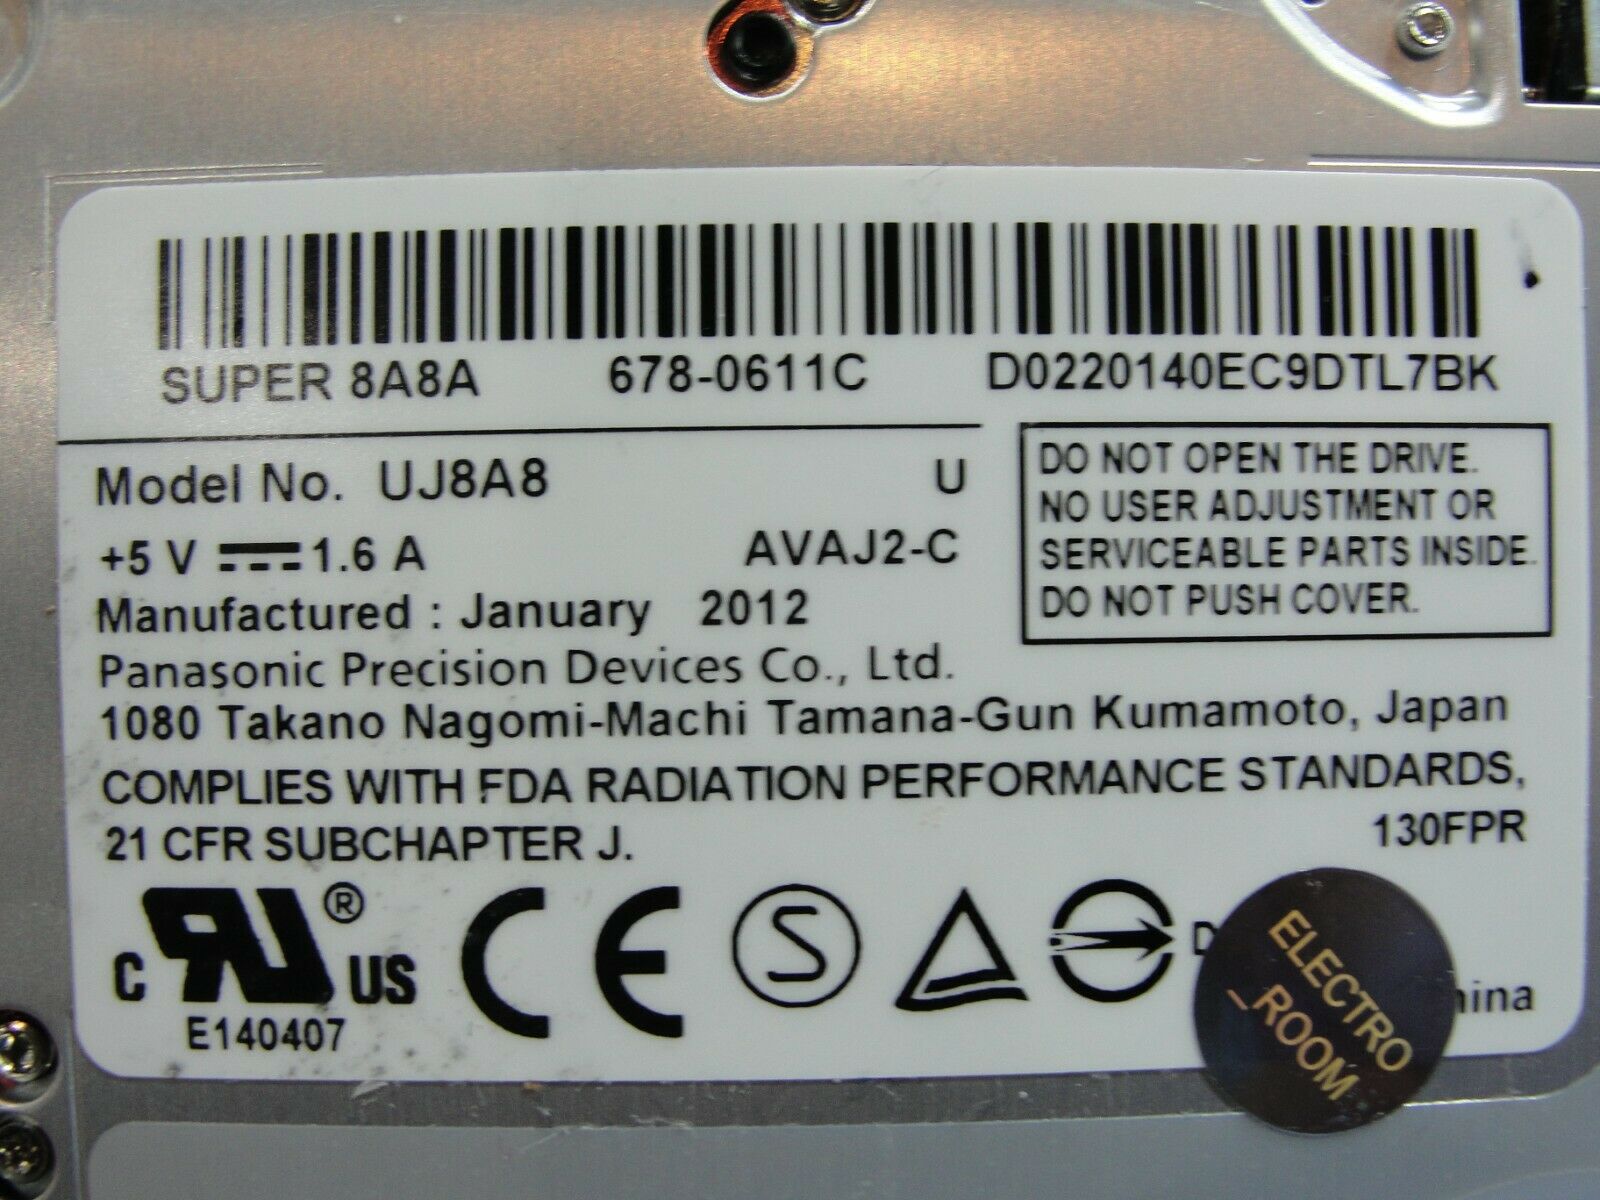 SUPER 8A8A 678-0611C D0220140EC9DTL7BK
Model No. UJ8A8 U
+5 V 1.6 A AVAJ2-C
Manufactured : January 2012
Panasonic Precision Devices Co., Ltd.
1080 Takano Nagomi-Machi Tamana-Gun Kumamoto, Japan
DO NOT OPEN THE DRIVE.
NO USER ADJUSTMENT OR
SERVICEABLE PARTS INSIDE.
DO NOT PUSH COVER.
COMPLIES WITH FDA RADIATION PERFORMANCE STANDARDS,
21 CFR SUBCHAPTER J. 130FPR
C RU ® US
E140407
CE
S
ELECTRO
_ROOM